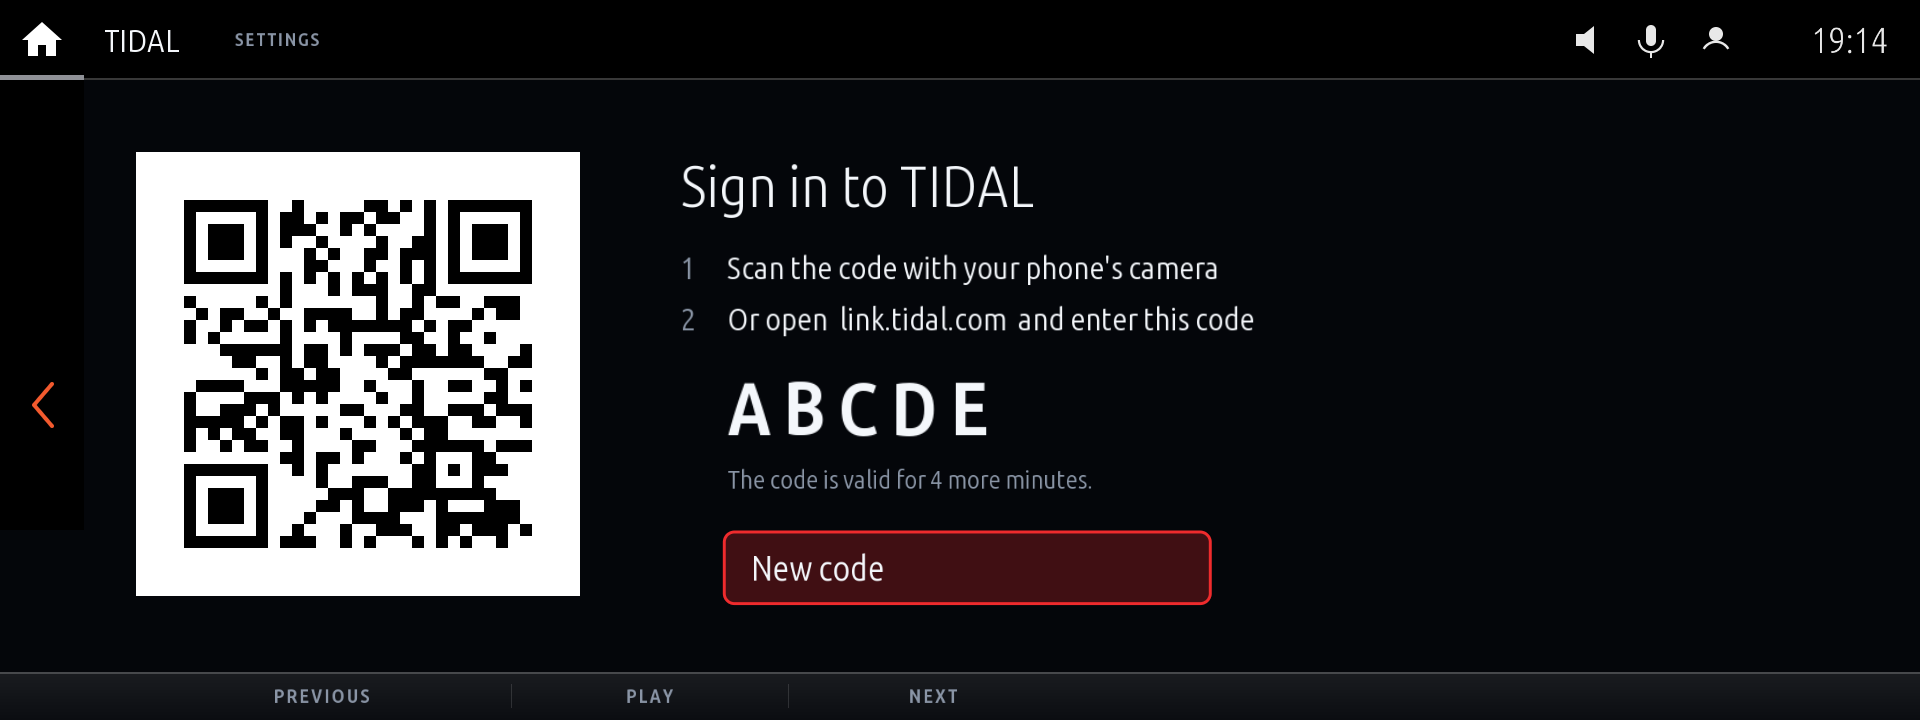 TIDAL SETTINGS 19:14
Sign in to TIDAL
1 Scan the code with your phone's camera
2 Or open link.tidal.com and enter this code
ABCDE
The code is valid for 4 more minutes.
New code
PREVIOUS PLAY NEXT